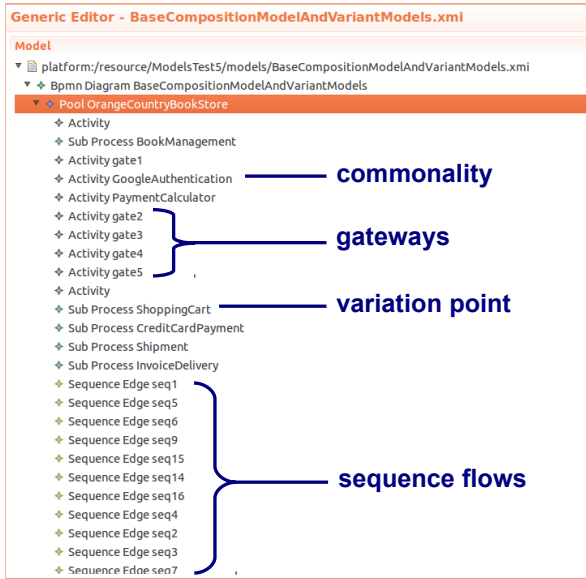 Generic Editor - BaseCompositionModelAndVariantModels.xmi
Model
platform:/resource/ModelsTest5/models/BaseCompositionModelAndVariantModels.xmi
Bpmn Diagram BaseCompositionModelAndVariantModels
Pool OrangeCountryBookStore
Activity
Sub Process BookManagement
Activity gate1
Activity GoogleAuthentication commonality
Activity PaymentCalculator
Activity gate2
Activity gate3 gateways
Activity gate4
Activity gate5
Activity
Sub Process ShoppingCart variation point
Sub Process CreditCardPayment
Sub Process Shipment
Sub Process InvoiceDelivery
Sequence Edge seq1
Sequence Edge seq5
Sequence Edge seq6
Sequence Edge seq9
Sequence Edge seq15
Sequence Edge seq14 sequence flows
Sequence Edge seq16
Sequence Edge seq4
Sequence Edge seq2
Sequence Edge seq3
Sequence Edge seq7